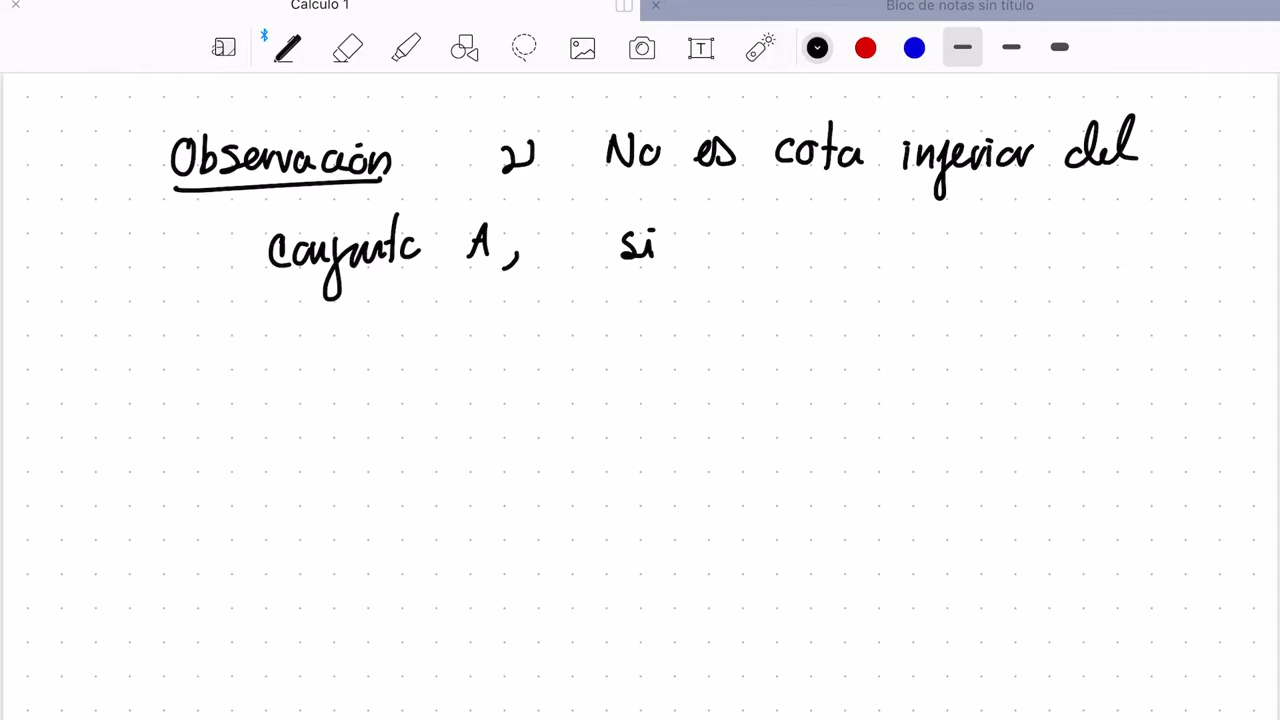 Calculo 1
Bloc de notas sin título
Observación ν No es cota inferior del
conjunto A, si